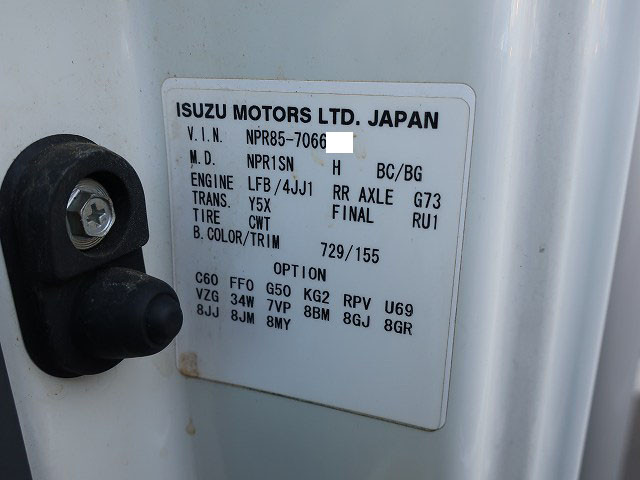 ISUZU MOTORS LTD. JAPAN
V.I.N. NPR85-7066
M.D. NPR1SN H BC/BG
ENGINE LFB/4JJ1 RR AXLE G73
TRANS. Y5X FINAL RU1
TIRE CWT
B.COLOR/TRIM 729/155
OPTION
C60 FF0 G50 KG2 RPV U69
VZG 34W 7VP 8BM 8GJ 8GR
8JJ 8JM 8MY